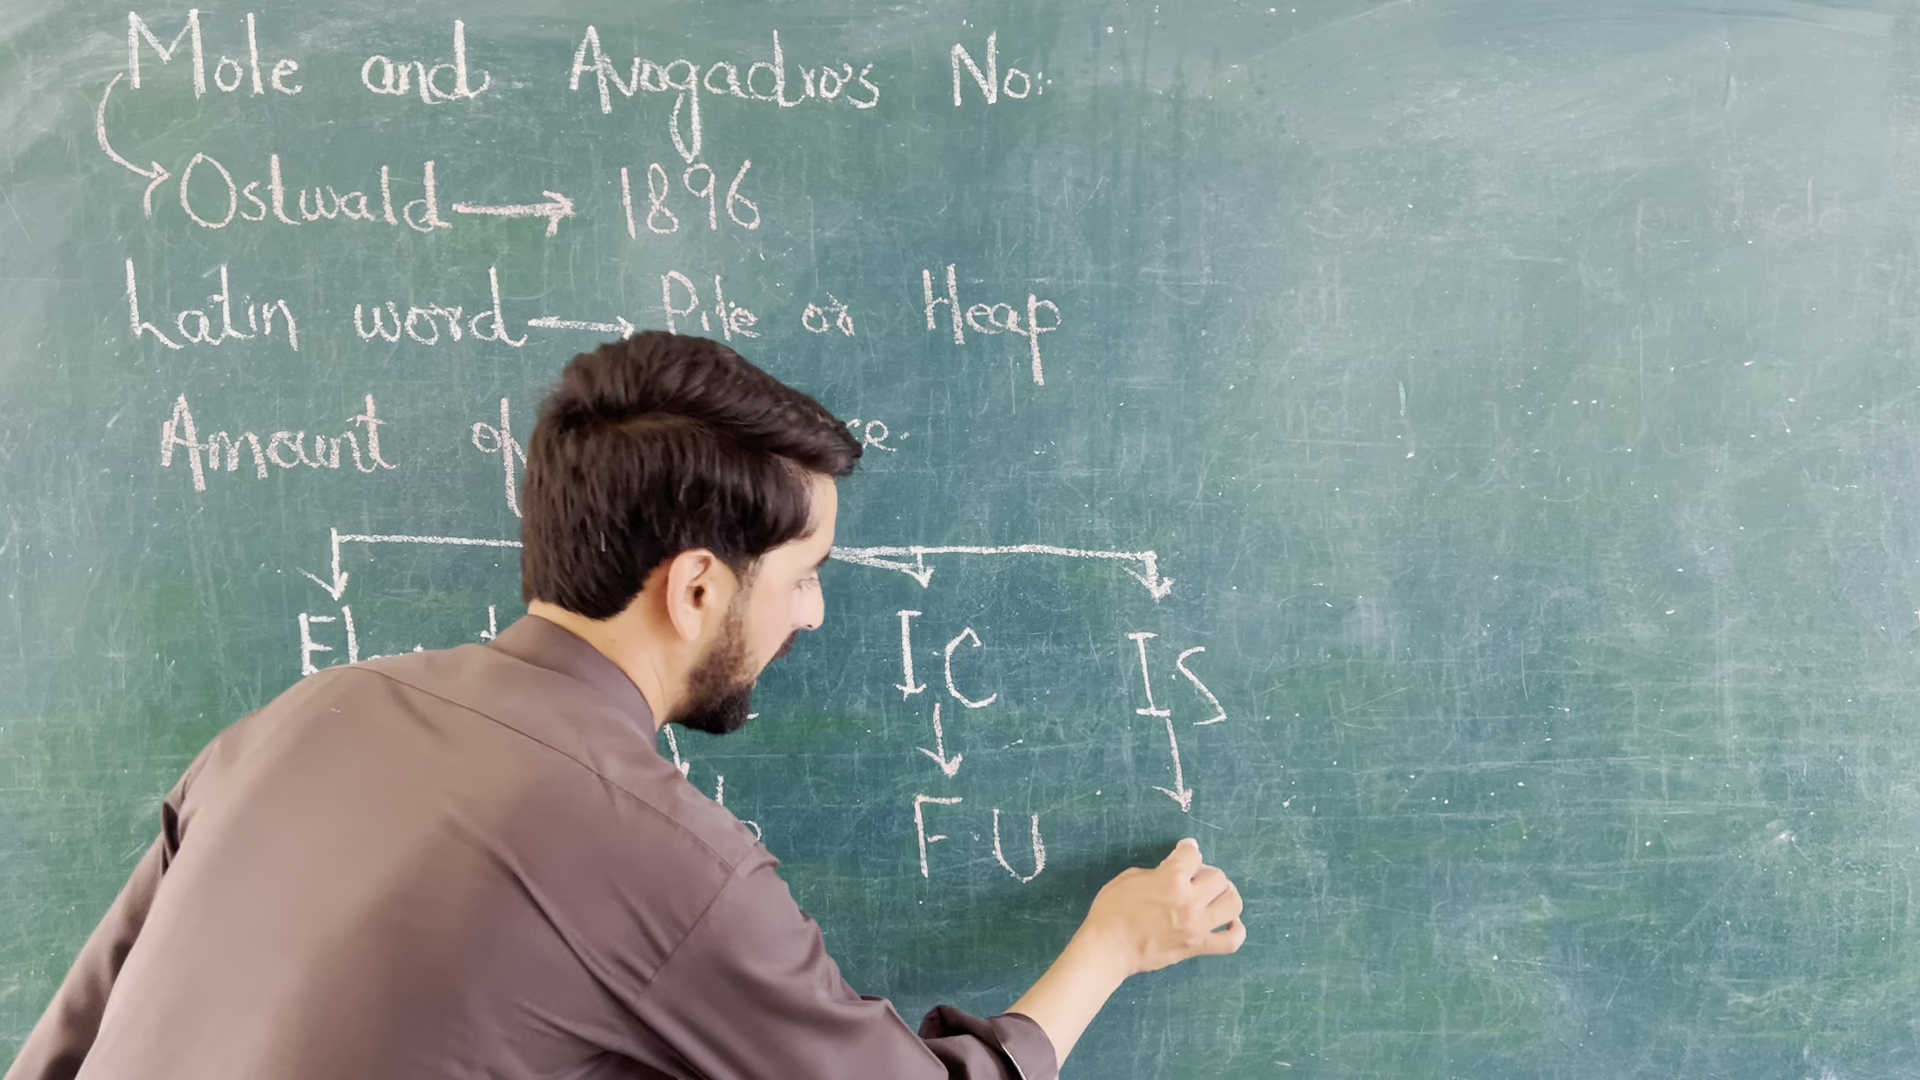 Mole and Avogadro's No:
Ostwald → 1896
Latin word → Pile or Heap
Amount of
I.C I.S
F.U